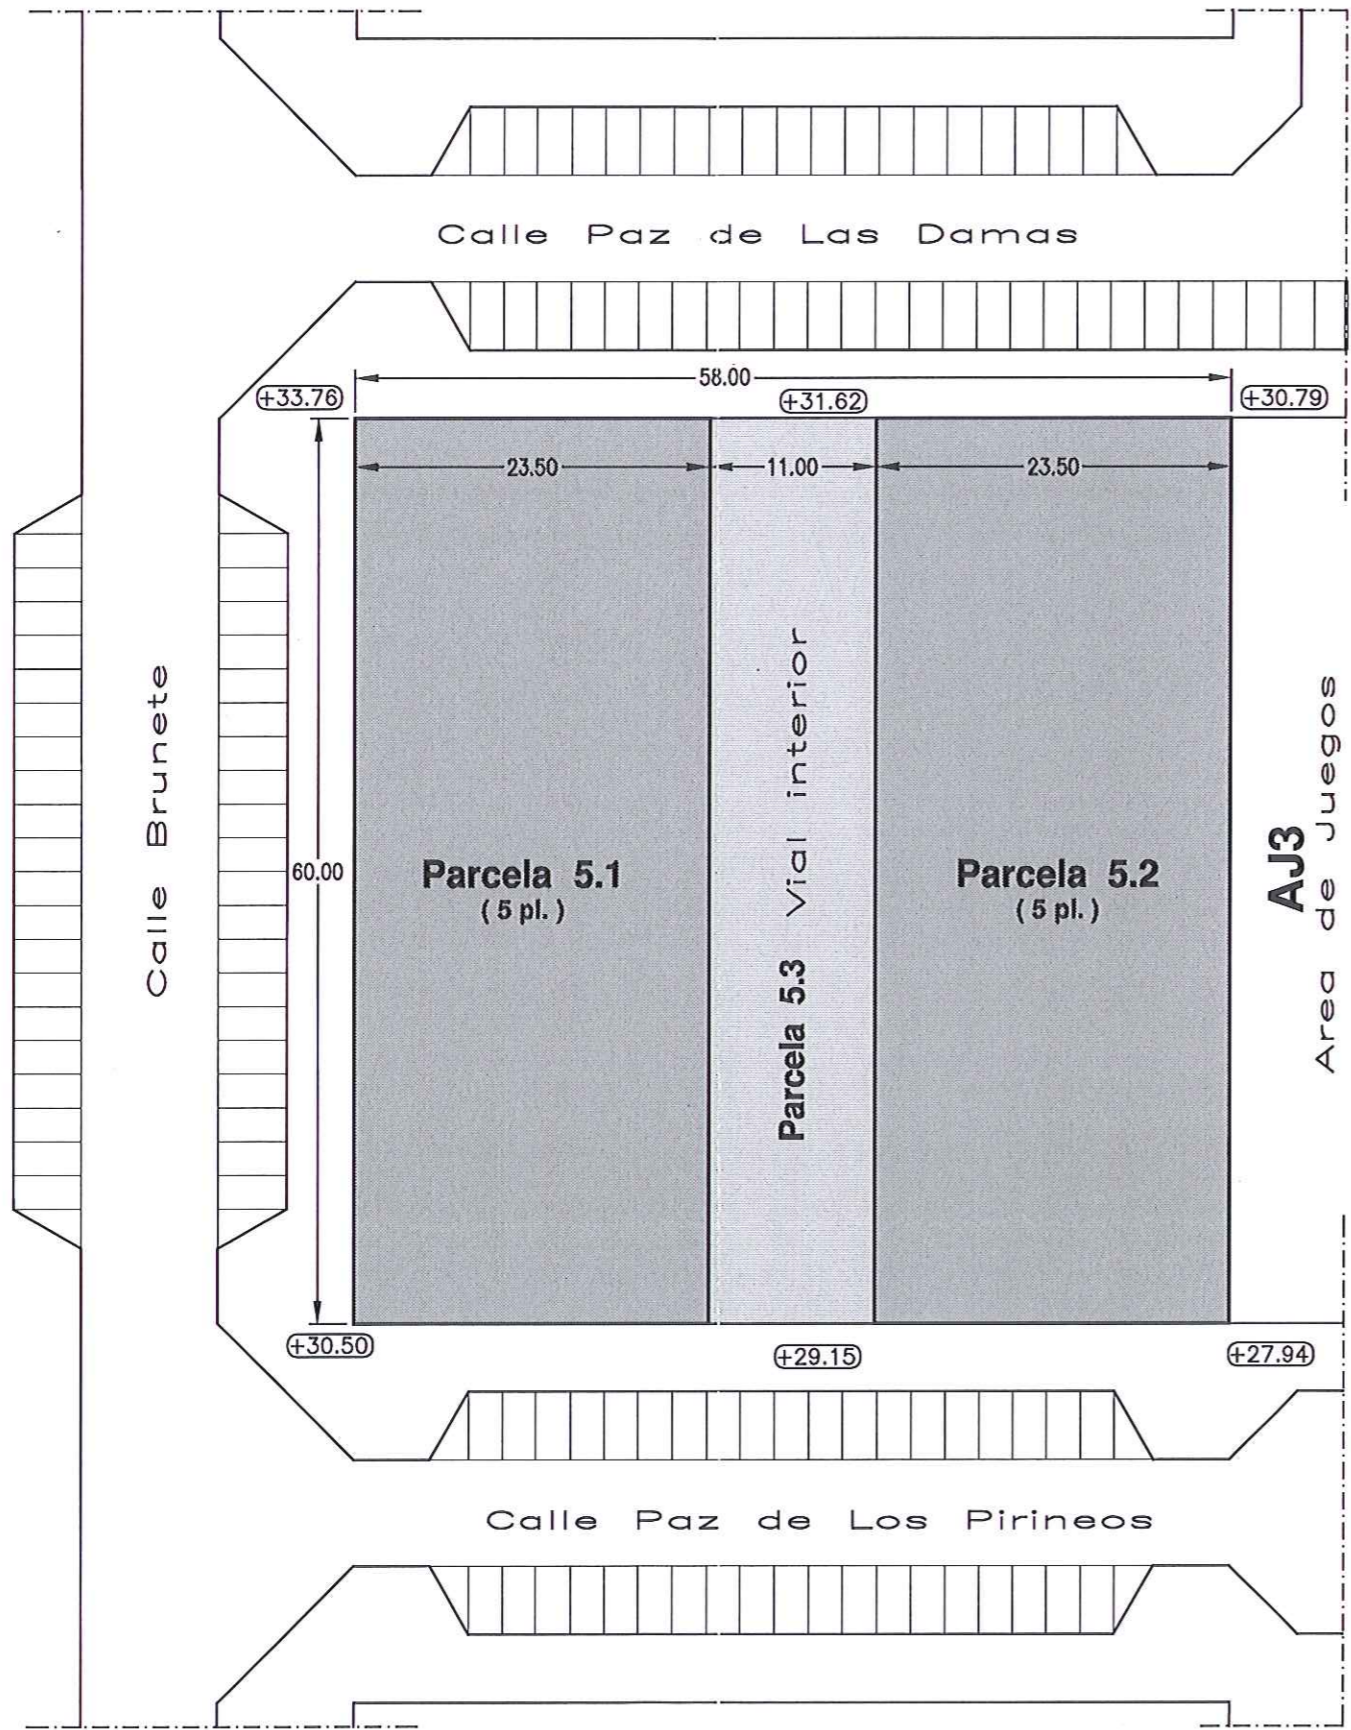 Calle Paz de Las Damas
58.00
+33.76
+31.62
+30.79
23.50
11.00
23.50
Calle Brunete
60.00
Parcela 5.1
( 5 pl. )
Parcela 5.3 Vial interior
Parcela 5.2
( 5 pl. )
AJ3
Area de Juegos
+30.50
+29.15
+27.94
Calle Paz de Los Pirineos